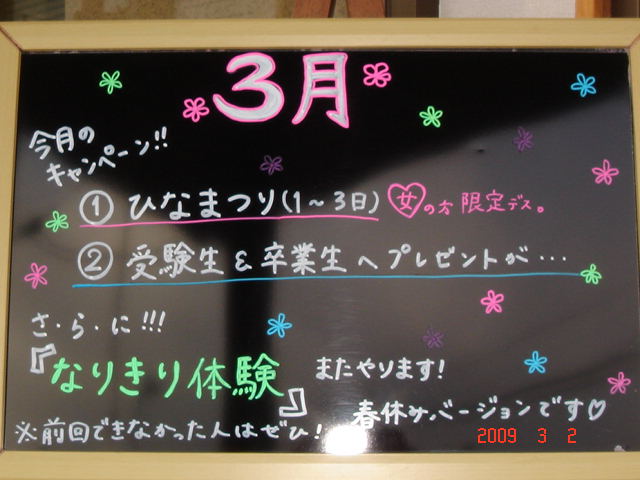 3月
今月の
キャンペーン!!
① ひなまつり(1～3日) 女の方限定デス。
② 受験生&卒業生へプレゼントが…
さ・ら・に!!!
『なりきり体験』 またやります!
春休みバージョンです♡
※前回できなかった人はぜひ!
2009 3 2